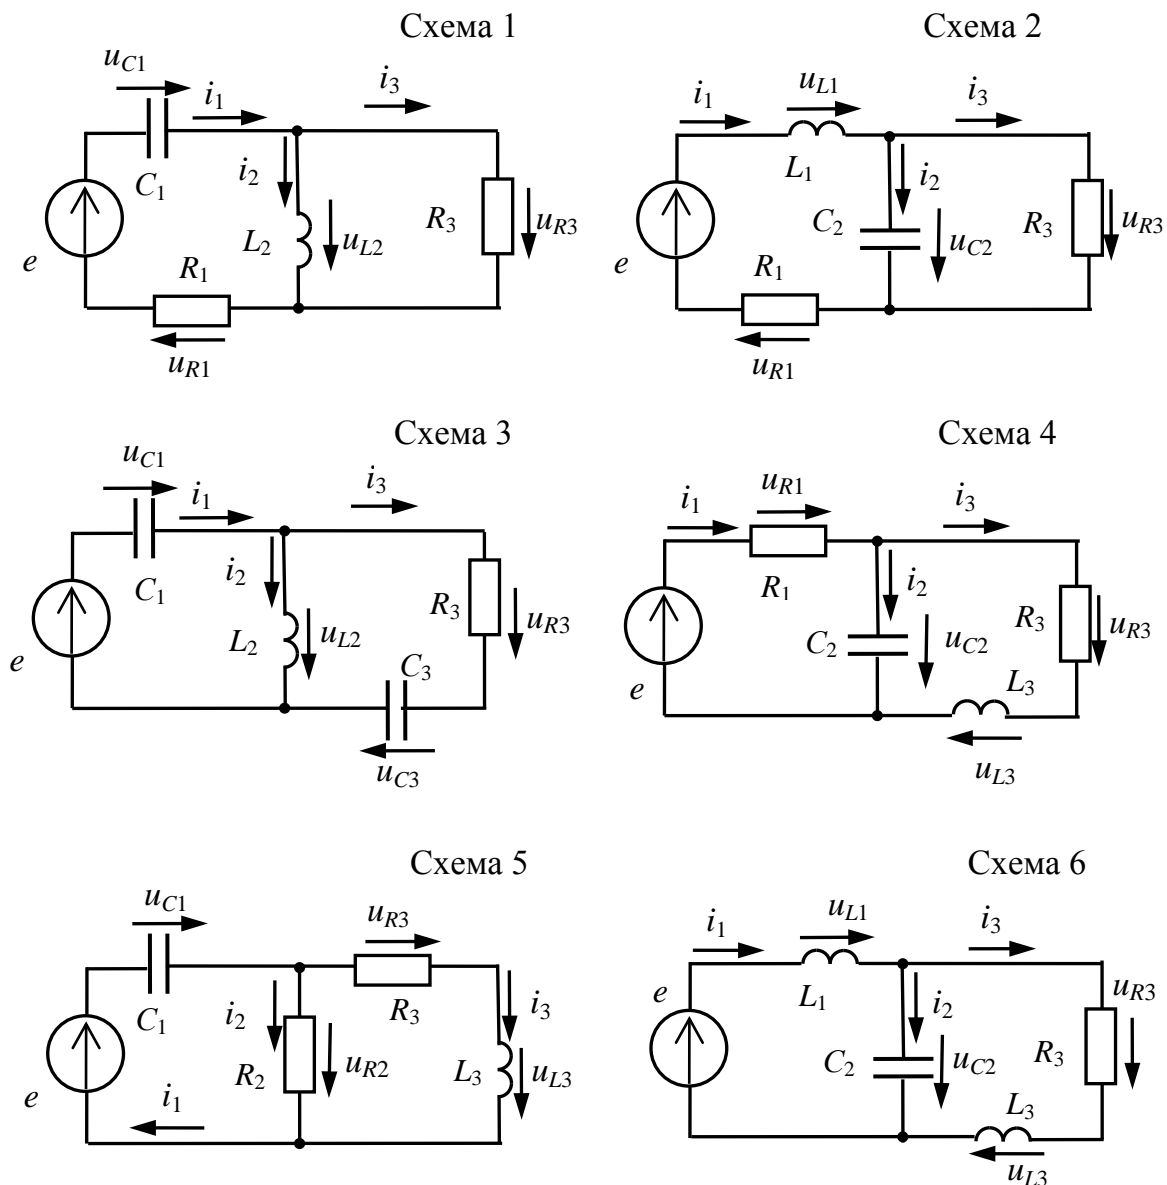 Схема 1
u_C1
i_1
i_3
i_2
C_1
L_2
u_L2
R_3
u_R3
e
R_1
u_R1
Схема 2
i_1
u_L1
i_3
L_1
i_2
C_2
u_C2
R_3
u_R3
e
R_1
u_R1
Схема 3
u_C1
i_1
i_3
i_2
C_1
L_2
u_L2
R_3
u_R3
e
C_3
u_C3
Схема 4
i_1
u_R1
i_3
R_1
i_2
C_2
u_C2
R_3
u_R3
e
L_3
u_L3
Схема 5
u_C1
u_R3
C_1
i_2
R_3
i_3
R_2
u_R2
L_3
u_L3
e
i_1
Схема 6
i_1
u_L1
i_3
e
L_1
i_2
u_R3
C_2
u_C2
R_3
L_3
u_L3